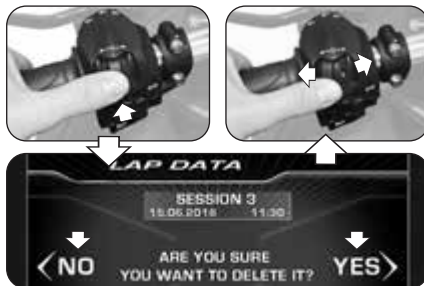 LAP DATA
SESSION 3
15.06.2016 11:30
NO
ARE YOU SURE
YOU WANT TO DELETE IT?
YES